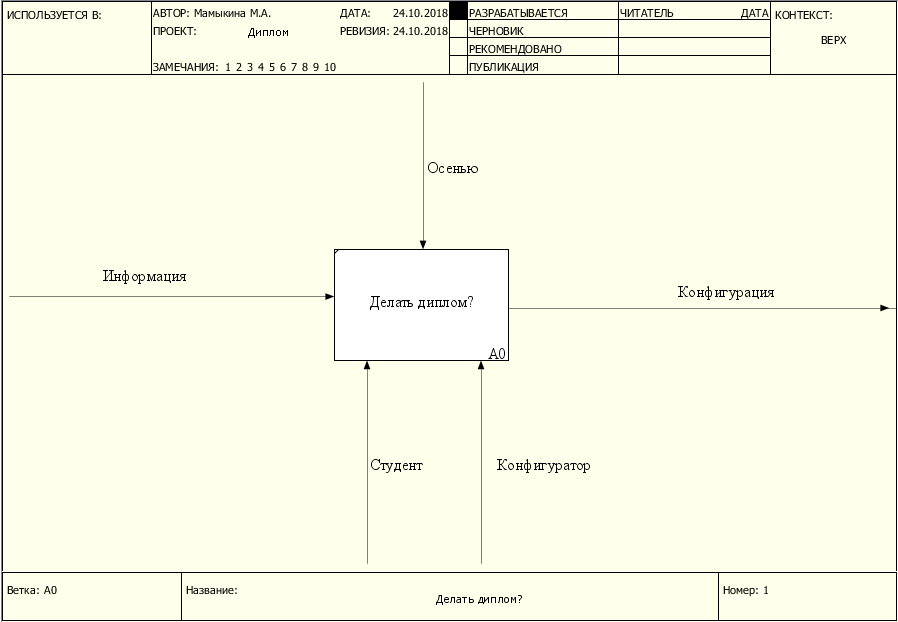 ИСПОЛЬЗУЕТСЯ В:
АВТОР: Мамыкина М.А.
ДАТА: 24.10.2018
ПРОЕКТ: Диплом
РЕВИЗИЯ: 24.10.2018
ЗАМЕЧАНИЯ: 1 2 3 4 5 6 7 8 9 10
РАЗРАБАТЫВАЕТСЯ
ЧЕРНОВИК
РЕКОМЕНДОВАНО
ПУБЛИКАЦИЯ
ЧИТАТЕЛЬ ДАТА
КОНТЕКСТ:
ВЕРХ
Осенью
Информация
Делать диплом?
A0
Конфигурация
Студент
Конфигуратор
Ветка: A0
Название:
Делать диплом?
Номер: 1